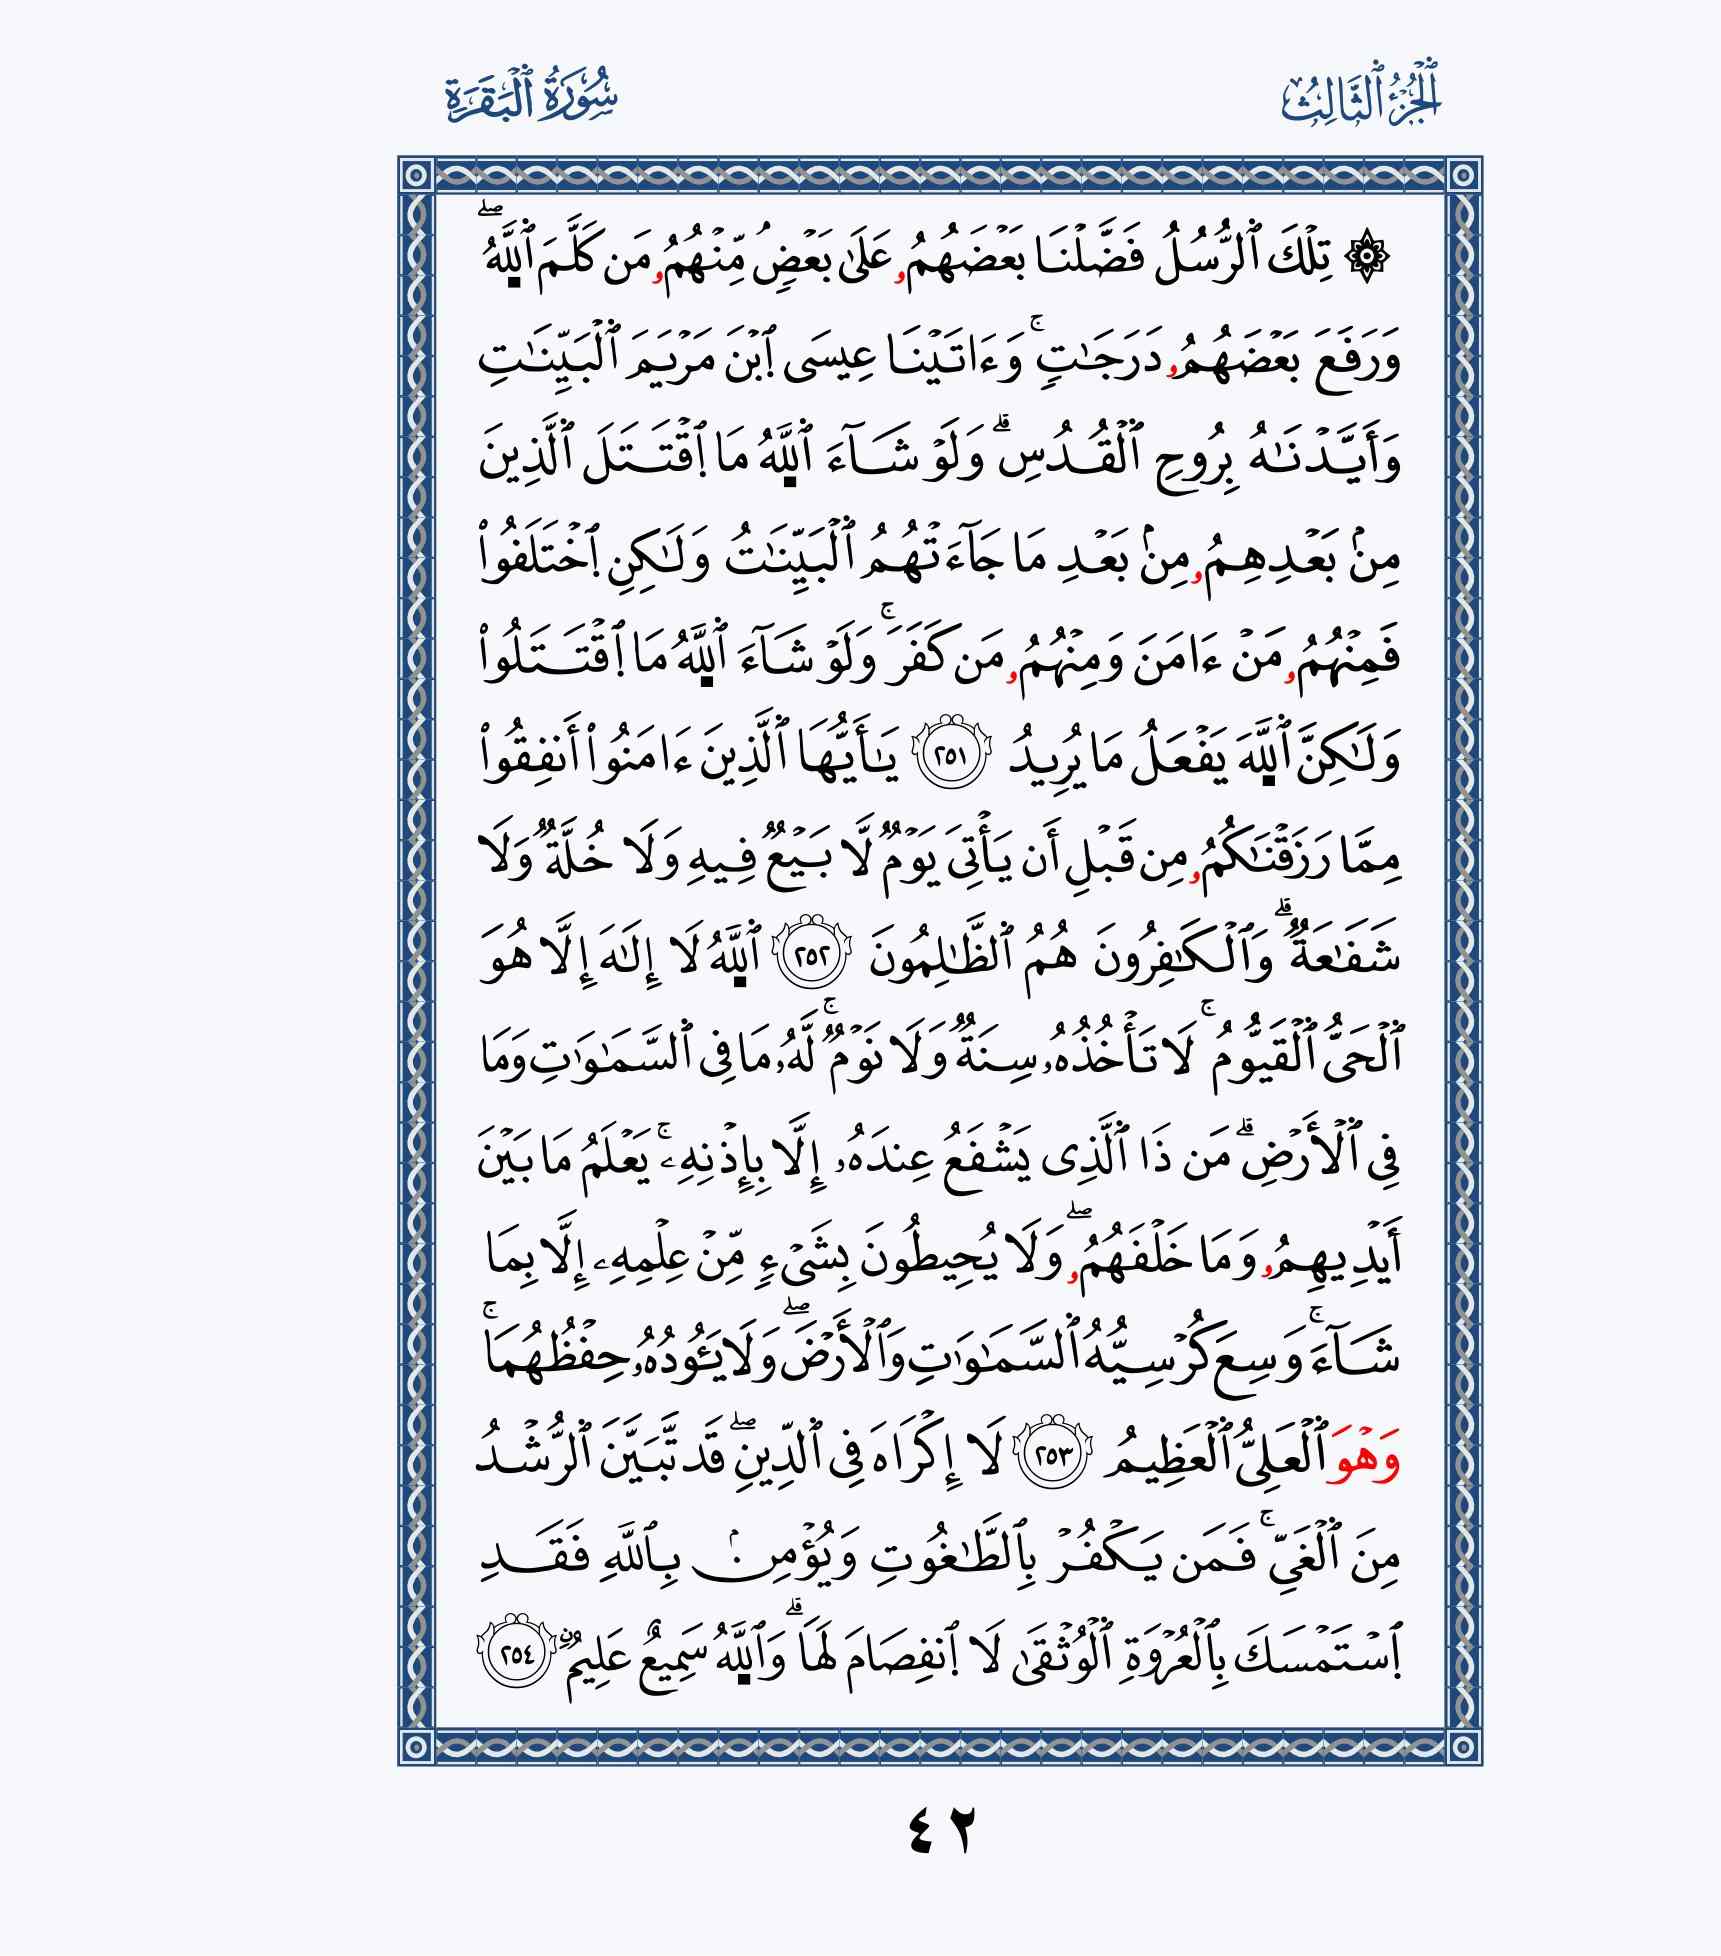 ٱلْجُزْءُ ٱلثَّالِثُ
سُورَةُ ٱلْبَقَرَةِ
۞ تِلْكَ ٱلرُّسُلُ فَضَّلْنَا بَعْضَهُمُۥ عَلَىٰ بَعْضٖ مِّنْهُمُۥ مَن كَلَّمَ ٱللَّهُۖ
وَرَفَعَ بَعْضَهُمُۥ دَرَجَٰتٖۚ وَءَاتَيْنَا عِيسَى ٱبْنَ مَرْيَمَ ٱلْبَيِّنَٰتِ
وَأَيَّدْنَٰهُ بِرُوحِ ٱلْقُدُسِۗ وَلَوْ شَآءَ ٱللَّهُ مَا ٱقْتَتَلَ ٱلَّذِينَ
مِنۢ بَعْدِهِمُۥ مِنۢ بَعْدِ مَا جَآءَتْهُمُ ٱلْبَيِّنَٰتُ وَلَٰكِنِ ٱخْتَلَفُواْ
فَمِنْهُمُۥ مَنْ ءَامَنَ وَمِنْهُمُۥ مَن كَفَرَۚ وَلَوْ شَآءَ ٱللَّهُ مَا ٱقْتَتَلُواْ
وَلَٰكِنَّ ٱللَّهَ يَفْعَلُ مَا يُرِيدُ ٢٥١ يَٰٓأَيُّهَا ٱلَّذِينَ ءَامَنُواْ أَنفِقُواْ
مِمَّا رَزَقْنَٰكُمُۥ مِن قَبْلِ أَن يَأْتِيَ يَوْمٞ لَّا بَيْعٞ فِيهِ وَلَا خُلَّةٞ وَلَا
شَفَٰعَةٞۗ وَٱلْكَٰفِرُونَ هُمُ ٱلظَّٰلِمُونَ ٢٥٢ ٱللَّهُ لَا إِلَٰهَ إِلَّا هُوَ
ٱلْحَيُّ ٱلْقَيُّومُۚ لَا تَأْخُذُهُۥ سِنَةٞ وَلَا نَوْمٞۚ لَّهُۥ مَا فِي ٱلسَّمَٰوَٰتِ وَمَا
فِي ٱلْأَرْضِۗ مَن ذَا ٱلَّذِي يَشْفَعُ عِندَهُۥ إِلَّا بِإِذْنِهِۦۚ يَعْلَمُ مَا بَيْنَ
أَيْدِيهِمُۥ وَمَا خَلْفَهُمُۥۖ وَلَا يُحِيطُونَ بِشَيْءٖ مِّنْ عِلْمِهِۦ إِلَّا بِمَا
شَآءَۚ وَسِعَ كُرْسِيُّهُ ٱلسَّمَٰوَٰتِ وَٱلْأَرْضَۖ وَلَا يَـُٔودُهُۥ حِفْظُهُمَاۚ
وَهْوَ ٱلْعَلِيُّ ٱلْعَظِيمُ ٢٥٣ لَا إِكْرَاهَ فِي ٱلدِّينِۖ قَد تَّبَيَّنَ ٱلرُّشْدُ
مِنَ ٱلْغَيِّۚ فَمَن يَكْفُرْ بِٱلطَّٰغُوتِ وَيُؤْمِنۢ بِٱللَّهِ فَقَدِ
ٱسْتَمْسَكَ بِٱلْعُرْوَةِ ٱلْوُثْقَىٰ لَا ٱنفِصَامَ لَهَاۗ وَٱللَّهُ سَمِيعٌ عَلِيمٌ ٢٥٤
٤٢